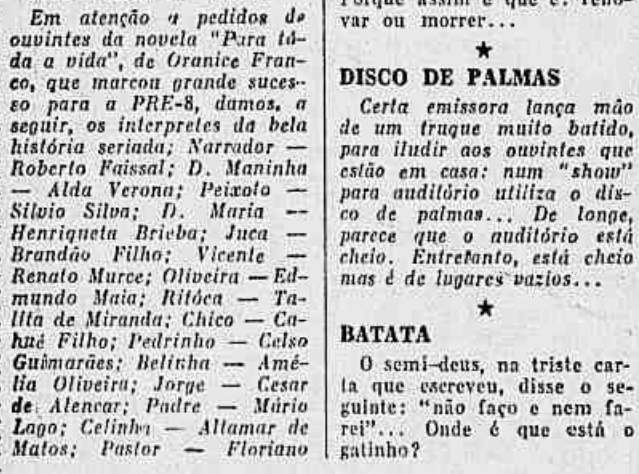 Em atenção a pedidos de
ouvintes da novela "Para tô-
da a vida", de Oranice Fran-
co, que marcou grande suces-
so para a PRE-8, damos, a
seguir, os interpretes da bela
história seriada; Narrador —
Roberto Faissal; D. Maninha
— Alda Verona; Peixoto —
Silvio Silva; D. Maria —
Henriqueta Brieba; Juca —
Brandão Filho; Vicente —
Renato Murce; Oliveira — Ed-
mundo Maia; Ritóca — Ta-
lita de Miranda; Chico — Ca-
hué Filho; Pedrinho — Celso
Guimarães; Belinha — Amé-
lia Oliveira; Jorge — Cesar
de Alencar; Padre — Mário
Lago; Celinha — Altamar de
Matos; Pastor — Floriano
var ou morrer...
★
DISCO DE PALMAS
Certa emissora lança mão
de um truque muito batido,
para iludir aos ouvintes que
estão em casa: num "show"
para auditório utiliza o dis-
co de palmas... De longe,
parece que o auditório está
cheio. Entretanto, está cheio
mas é de lugares vazios...
★
BATATA
O semi-deus, na triste car-
ta que escreveu, disse o se-
guinte: "não faço e nem fa-
rei"... Onde é que está o
gatinho?